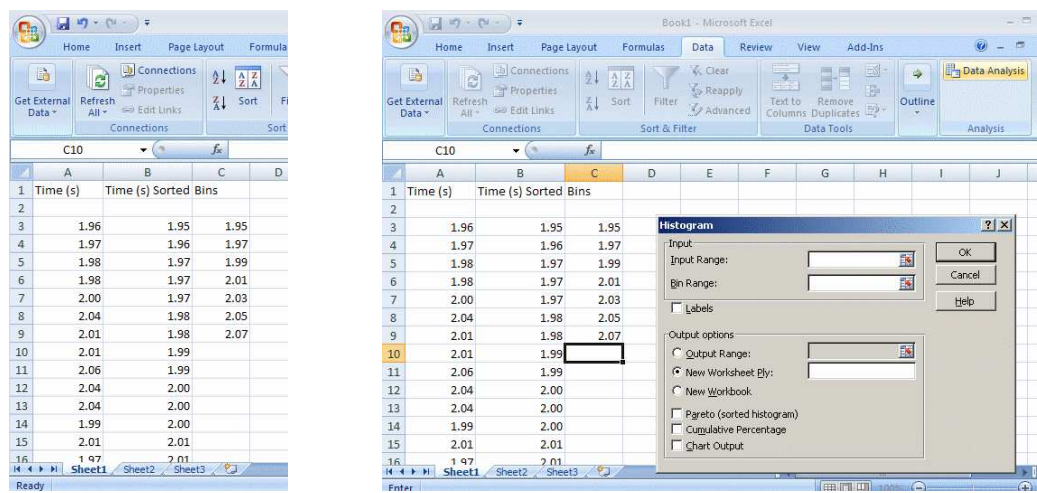 Home Insert Page Layout Formula
Connections
Properties
Edit Links
Get External Data
Refresh All
Sort
Connections
Sort
C10
fx
A B C D
1 Time (s) Time (s) Sorted Bins
2
3 1.96 1.95 1.95
4 1.97 1.96 1.97
5 1.98 1.97 1.99
6 1.98 1.97 2.01
7 2.00 1.97 2.03
8 2.04 1.98 2.05
9 2.01 1.98 2.07
10 2.01 1.99
11 2.06 1.99
12 2.04 2.00
13 2.04 2.00
14 1.99 2.00
15 2.01 2.01
16 1.97 2.01
Sheet1 Sheet2 Sheet3
Ready
Book1 - Microsoft Excel
Home Insert Page Layout Formulas Data Review View Add-Ins
Get External Data
Refresh All
Connections
Properties
Edit Links
Sort
Filter
Clear
Reapply
Advanced
Text to Columns
Remove Duplicates
Outline
Data Analysis
Connections Sort & Filter Data Tools Analysis
C10
fx
A B C D E F G H I J
1 Time (s) Time (s) Sorted Bins
2
3 1.96 1.95 1.95
4 1.97 1.96 1.97
5 1.98 1.97 1.99
6 1.98 1.97 2.01
7 2.00 1.97 2.03
8 2.04 1.98 2.05
9 2.01 1.98 2.07
10 2.01 1.99
11 2.06 1.99
12 2.04 2.00
13 2.04 2.00
14 1.99 2.00
15 2.01 2.01
16 1.97 2.01
Sheet1 Sheet2 Sheet3
Enter
100%
Histogram
Input
Input Range:
Bin Range:
Labels
Output options
Output Range:
New Worksheet Ply:
New Workbook
Pareto (sorted histogram)
Cumulative Percentage
Chart Output
OK
Cancel
Help